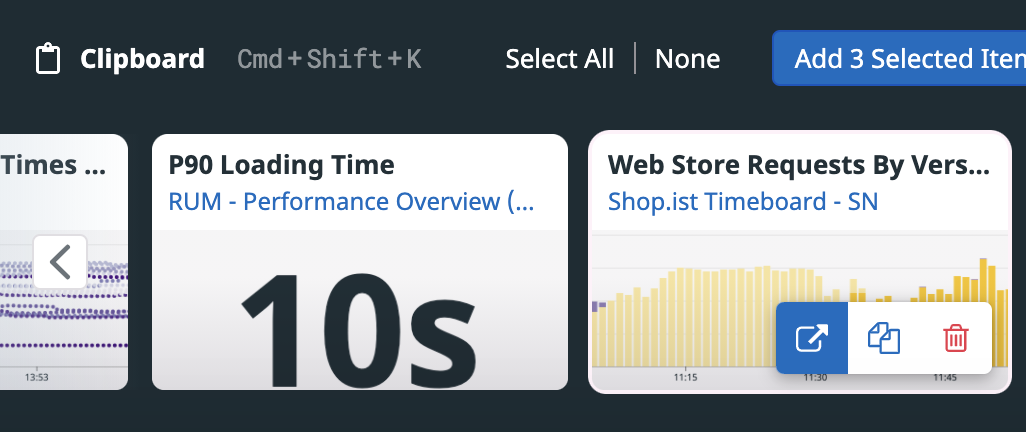 Clipboard Cmd+Shift+K Select All None Add 3 Selected Iten
Times ...
13:53
P90 Loading Time
RUM - Performance Overview (...
10s
Web Store Requests By Vers...
Shop.ist Timeboard - SN
11:15 11:30 11:45